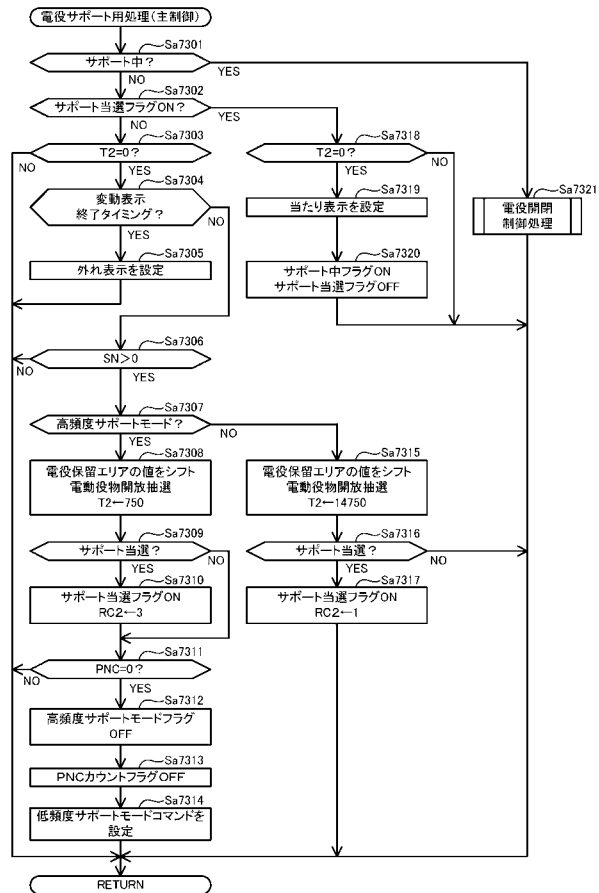 電役サポート用処理(主制御)
Sa7301
サポート中?
YES
NO
Sa7302
サポート当選フラグON?
YES
NO
Sa7303
T2=0?
NO
YES
Sa7304
変動表示
終了タイミング?
NO
YES
Sa7305
外れ表示を設定
Sa7318
T2=0?
NO
YES
Sa7319
当たり表示を設定
Sa7320
サポート中フラグON
サポート当選フラグOFF
Sa7321
電役開閉
制御処理
Sa7306
SN>0
NO
YES
Sa7307
高頻度サポートモード?
NO
YES
Sa7308
電役保留エリアの値をシフト
電動役物開放抽選
T2←750
Sa7309
サポート当選?
NO
YES
Sa7310
サポート当選フラグON
RC2←3
Sa7311
PNC=0?
NO
YES
Sa7312
高頻度サポートモードフラグ
OFF
Sa7313
PNCカウントフラグOFF
Sa7314
低頻度サポートモードコマンドを
設定
Sa7315
電役保留エリアの値をシフト
電動役物開放抽選
T2←14750
Sa7316
サポート当選?
NO
YES
Sa7317
サポート当選フラグON
RC2←1
RETURN